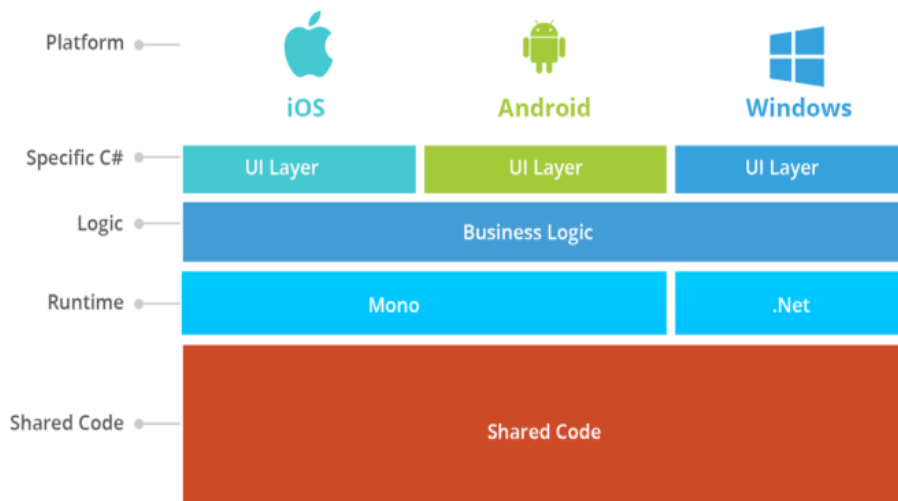 Platform
iOS
Android
Windows
Specific C#
UI Layer
UI Layer
UI Layer
Logic
Business Logic
Runtime
Mono
.Net
Shared Code
Shared Code